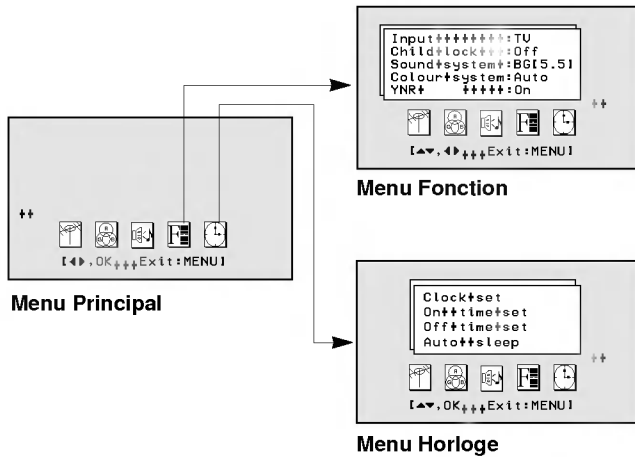 Input‡‡‡‡‡‡‡‡:TV
Child‡lock‡‡‡:Off
Sound‡system‡:BG[5.5]
Colour‡system:Auto
YNR‡ ‡‡‡‡‡:On
‡‡
[▲▼,◀▶‡‡‡Exit:MENU]
Menu Fonction
‡‡
F
[◀▶,OK‡‡‡Exit:MENU]
Menu Principal
Clock‡set
On‡‡time‡set
Off‡time‡set
Auto‡‡sleep
‡‡
F
[▲▼,OK‡‡‡Exit:MENU]
Menu Horloge